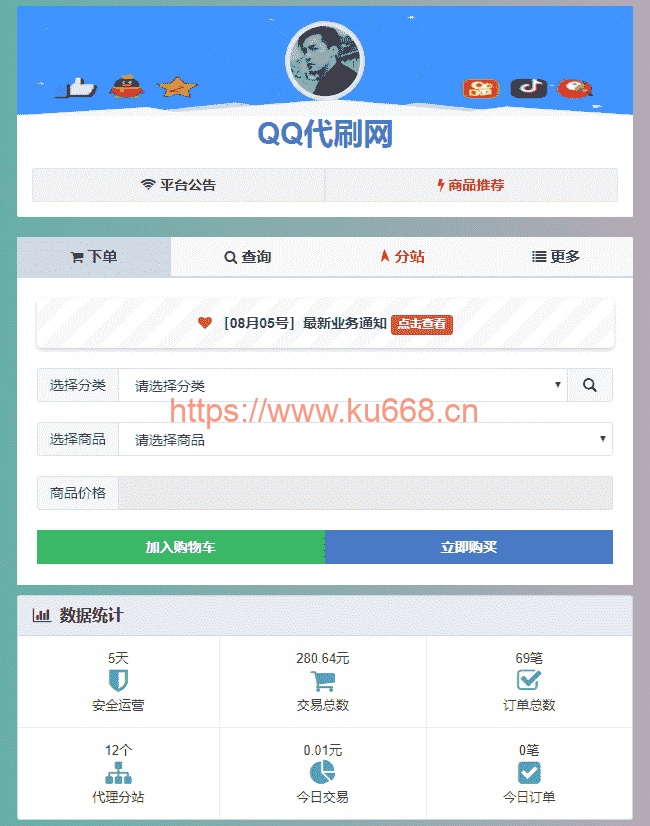 QQ代刷网
平台公告 商品推荐
下单 查询 分站 更多
[08月05号] 最新业务通知 点击查看
选择分类 请选择分类
https://www.ku668.cn
选择商品 请选择商品
商品价格
加入购物车 立即购买
数据统计
5天 280.64元 69笔
安全运营 交易总数 订单总数
12个 0.01元 0笔
代理分站 今日交易 今日订单